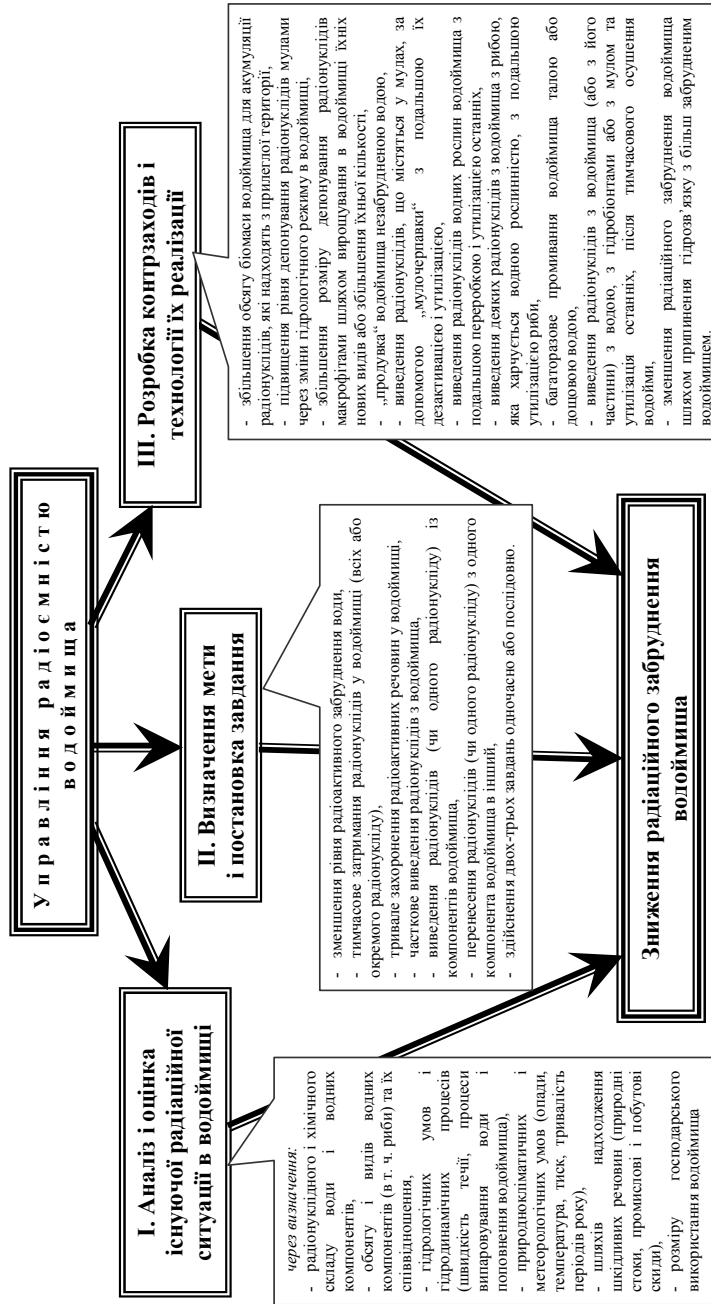 Управління радіоємністю
водоймища
І. Аналіз і оцінка
існуючої радіаційної
ситуації в водоймищі
через визначення:
- радіонуклідного і хімічного
складу води і водних
компонентів,
- обсягу і видів водних
компонентів (в т. ч. риби) та їх
співвідношення,
- гідрологічних умов і
гідродинамічних процесів
(швидкість течії, процеси
випаровування води і
поповнення водоймища),
- природнокліматичних і
метеорологічних умов (опади,
температура, тиск, тривалість
періодів року),
- шляхів надходження
шкідливих речовин (природні
стоки, промислові і побутові
скиди),
- розміру господарського
використання водоймища
ІІ. Визначення мети
і постановка завдання
- зменшення рівня радіоактивного забруднення води,
- тимчасове затримання радіонуклідів у водоймищі (всіх або
окремого радіонукліду),
- тривале захоронення радіоактивних речовин у водоймищі,
- часткове виведення радіонуклідів з водоймища,
- виведення радіонуклідів (чи одного радіонукліду) із
компонентів водоймища,
- перенесення радіонуклідів (чи одного радіонукліду) з одного
компонента водоймища в інший,
- здійснення двох-трьох завдань одночасно або послідовно.
ІІІ. Розробка контрзаходів і
технології їх реалізації
- збільшення обсягу біомаси водоймища для акумуляції
радіонуклідів, які надходять з прилеглої території,
- підвищення рівня депонування радіонуклідів мулами
через зміни гідрологічного режиму в водоймищі,
- збільшення розміру депонування радіонуклідів
макрофітами шляхом вирощування в водоймищі їхніх
нових видів або збільшення їхньої кількості,
- „продувка“ водоймища незабрудненою водою,
- виведення радіонуклідів, що містяться у мулах, за
допомогою „мулочерпавки“ з подальшою їх
дезактивацією і утилизацією,
- виведення радіонуклідів водних рослин водоймища з
подальшою переробкою і утилизацією останніх,
- виведення деяких радіонуклідів з водоймища з рибою,
яка харчується водною рослинністю, з подальшою
утилизацією риби,
- багаторазове промивання водоймища талою або
дощовою водою,
- виведення радіонуклідів з водоймища (або з його
частини) з водою, з гідробіонтами або з мулом та
утилізація останніх, після тимчасового осушення
водойми,
- зменшення радіаційного забруднення водоймища
шляхом припинення гідрозв’язку з більш забрудненим
водоймищем.
Зниження радіаційного забруднення
водоймища